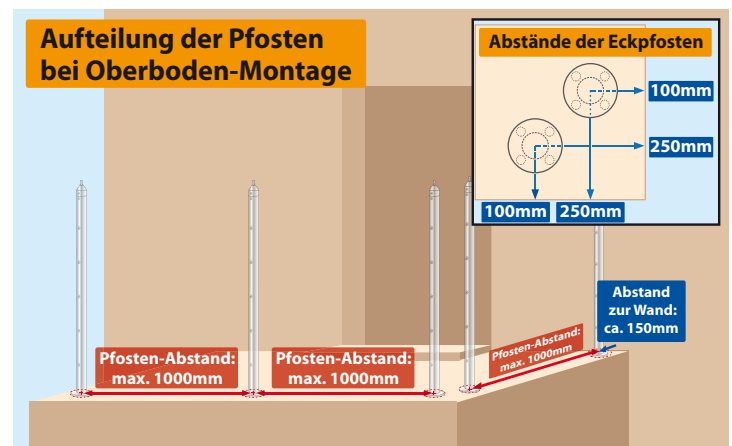 Aufteilung der Pfosten
bei Oberboden-Montage
Abstände der Eckpfosten
100mm
250mm
100mm
250mm
Abstand
zur Wand:
ca. 150mm
Pfosten-Abstand:
max. 1000mm
Pfosten-Abstand:
max. 1000mm
Pfosten-Abstand:
max. 1000mm